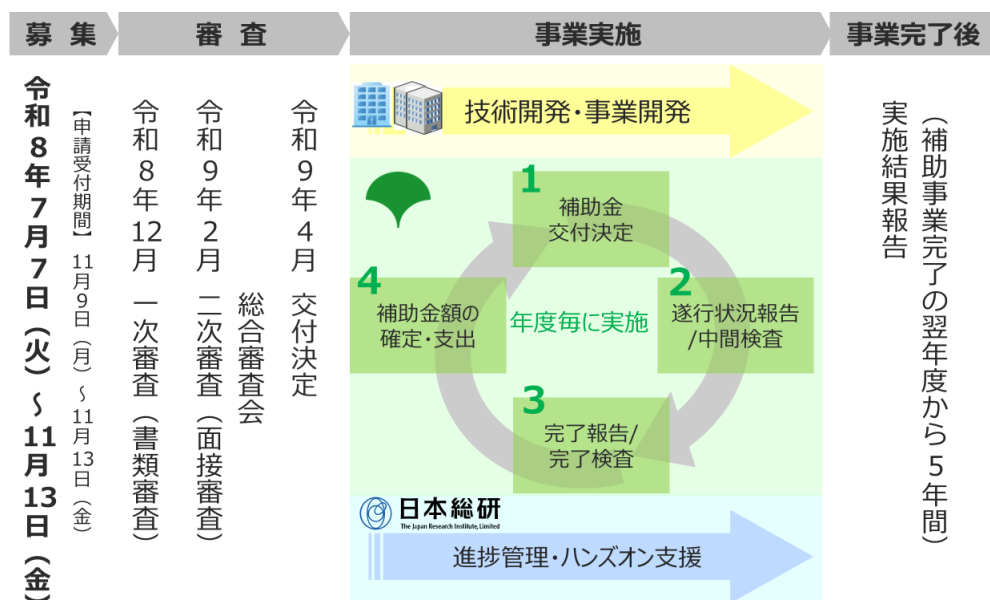 募集
審査
事業実施
事業完了後
令和8年7月7日(火)~11月13日(金)
【申請受付期間】11月9日(月)~11月13日(金)
令和8年12月 一次審査(書類審査)
令和9年2月 二次審査(面接審査)
総合審査会
令和9年4月 交付決定
技術開発・事業開発
1
補助金
交付決定
2
遂行状況報告
/中間検査
3
完了報告/
完了検査
4
補助金額の
確定・支出
年度毎に実施
日本総研
The Japan Research Institute, Limited
進捗管理・ハンズオン支援
(補助事業完了の翌年度から5年間)
実施結果報告